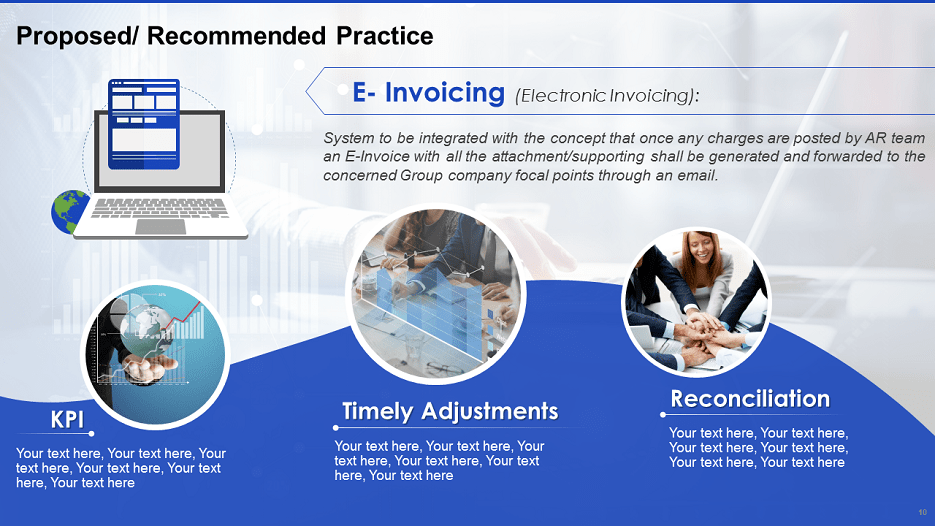 Proposed/ Recommended Practice
E- Invoicing (Electronic Invoicing):
System to be integrated with the concept that once any charges are posted by AR team
an E-Invoice with all the attachment/supporting shall be generated and forwarded to the
concerned Group company focal points through an email.
KPI
Your text here, Your text here, Your
text here, Your text here, Your text
here, Your text here
Timely Adjustments
Your text here, Your text here, Your
text here, Your text here, Your text
here, Your text here
Reconciliation
Your text here, Your text here,
Your text here, Your text here,
Your text here, Your text here
10